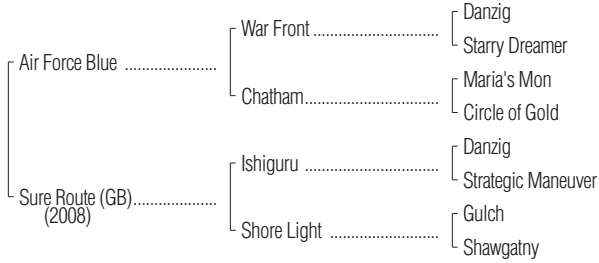 Danzig
War Front
Starry Dreamer
Air Force Blue
Maria's Mon
Chatham
Circle of Gold
Danzig
Ishiguru
Strategic Maneuver
Sure Route (GB)
(2008)
Gulch
Shore Light
Shawgatny